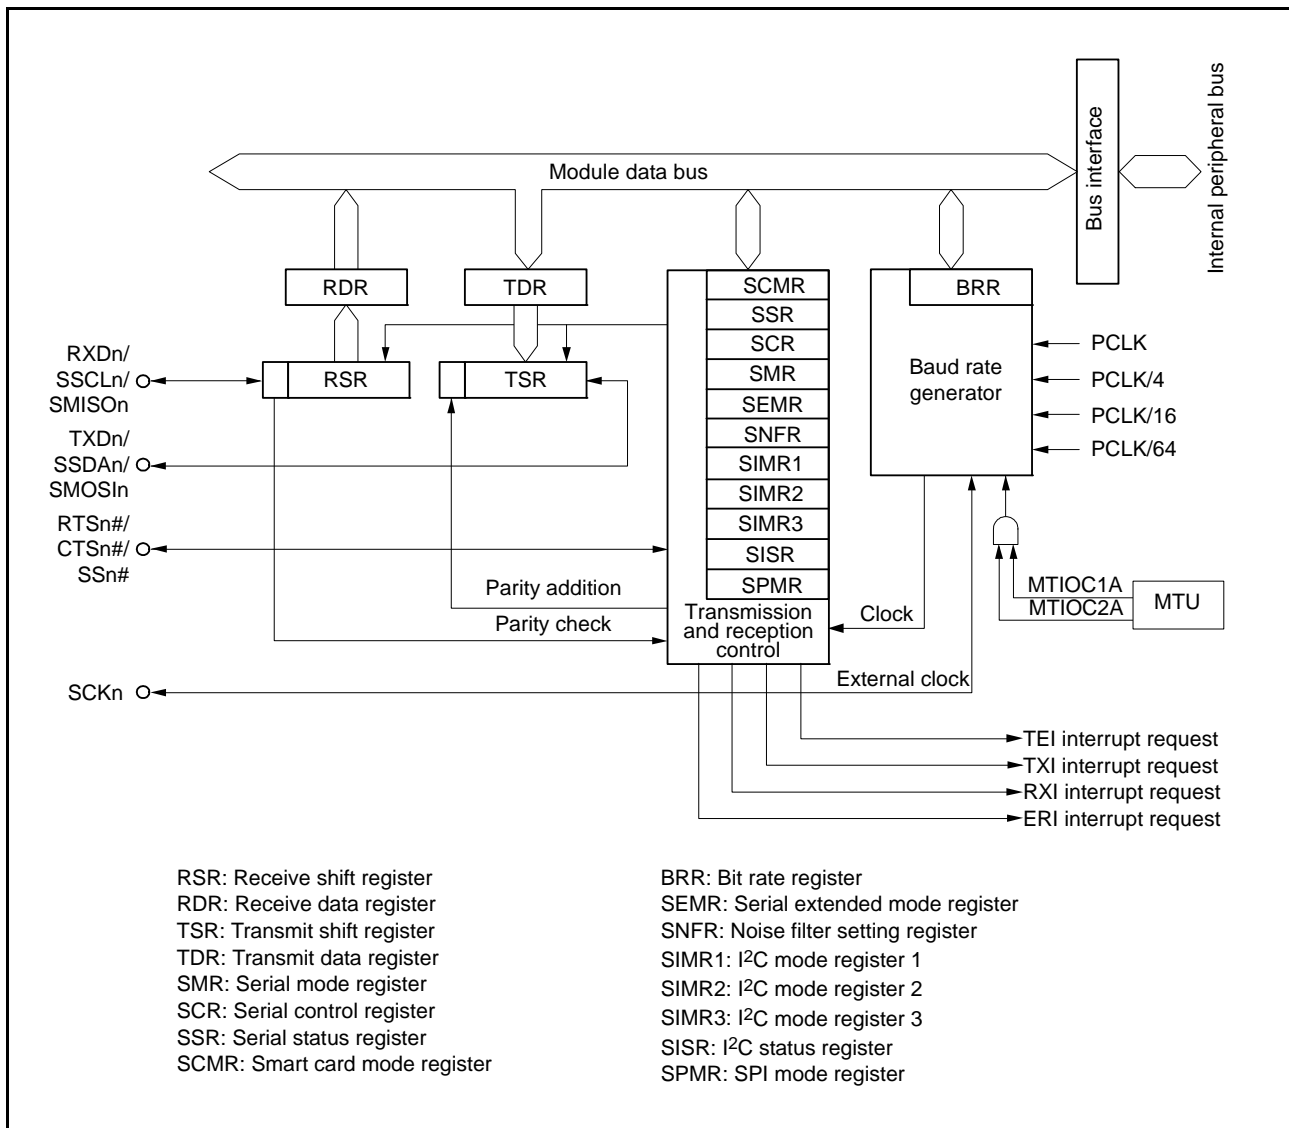 Module data bus
Bus interface
Internal peripheral bus
RDR
TDR
SCMR
BRR
SSR
SCR
SMR
SEMR
SNFR
SIMR1
SIMR2
SIMR3
SISR
SPMR
Transmission
and reception
control
RSR
TSR
Baud rate
generator
PCLK
PCLK/4
PCLK/16
PCLK/64
RXDn/
SSCLn/
SMISOn
TXDn/
SSDAn/
SMOSIn
RTSn#/
CTSn#/
SSn#
Parity addition
Parity check
Clock
MTIOC1A
MTIOC2A
MTU
SCKn
External clock
TEI interrupt request
TXI interrupt request
RXI interrupt request
ERI interrupt request
RSR: Receive shift register
RDR: Receive data register
TSR: Transmit shift register
TDR: Transmit data register
SMR: Serial mode register
SCR: Serial control register
SSR: Serial status register
SCMR: Smart card mode register
BRR: Bit rate register
SEMR: Serial extended mode register
SNFR: Noise filter setting register
SIMR1: I²C mode register 1
SIMR2: I²C mode register 2
SIMR3: I²C mode register 3
SISR: I²C status register
SPMR: SPI mode register